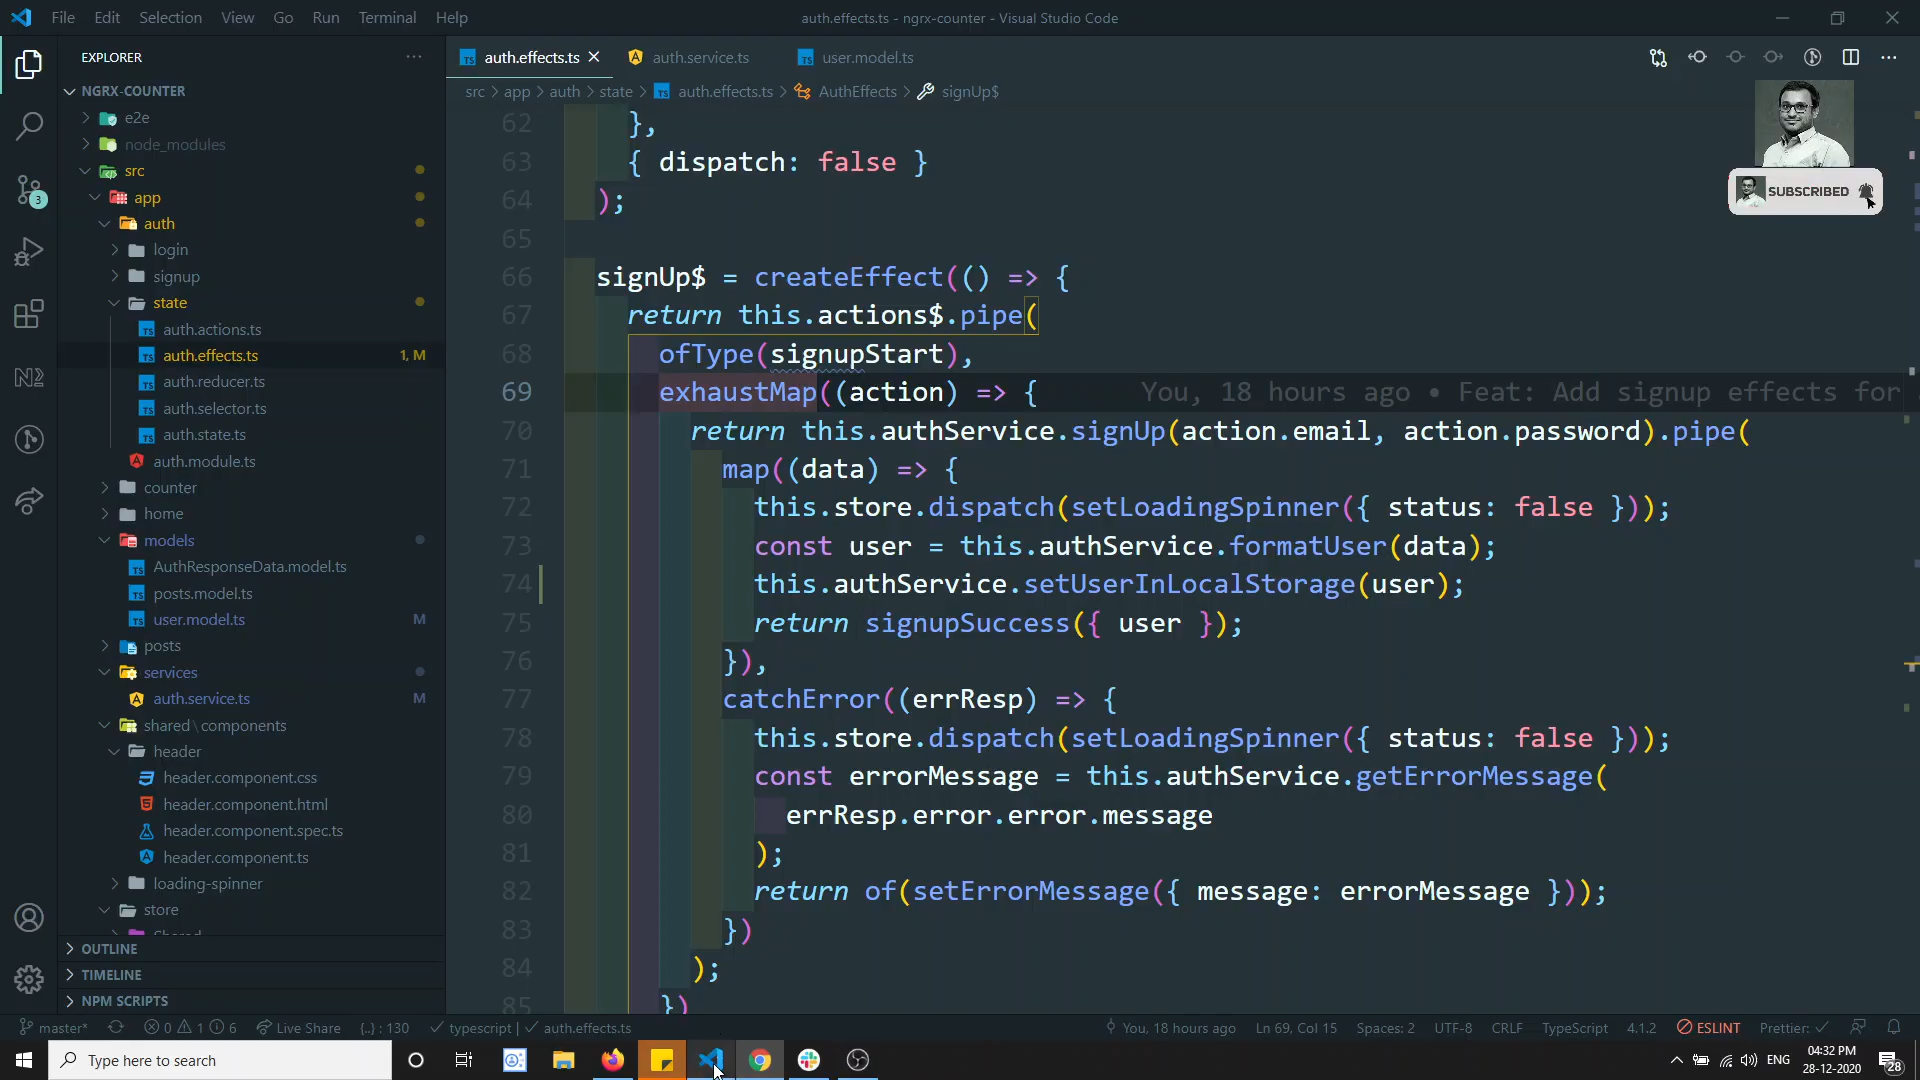 File Edit Selection View Go Run Terminal Help
auth.effects.ts - ngrx-counter - Visual Studio Code
EXPLORER
NGRX-COUNTER
e2e
node_modules
src
app
auth
login
signup
state
auth.actions.ts
auth.effects.ts 1, M
auth.reducer.ts
auth.selector.ts
auth.state.ts
auth.module.ts
counter
home
models
AuthResponseData.model.ts
posts.model.ts
user.model.ts M
posts
services
auth.service.ts M
shared \ components
header
header.component.css
header.component.html
header.component.spec.ts
header.component.ts
loading-spinner
store
OUTLINE
TIMELINE
NPM SCRIPTS
3
auth.effects.ts auth.service.ts user.model.ts
src > app > auth > state > auth.effects.ts > AuthEffects > signUp$
SUBSCRIBED
62 },
63 { dispatch: false }
64 );
65
66 signUp$ = createEffect(() => {
67 return this.actions$.pipe(
68 ofType(signupStart),
69 exhaustMap((action) => { You, 18 hours ago • Feat: Add signup effects for
70 return this.authService.signUp(action.email, action.password).pipe(
71 map((data) => {
72 this.store.dispatch(setLoadingSpinner({ status: false }));
73 const user = this.authService.formatUser(data);
74 this.authService.setUserInLocalStorage(user);
75 return signupSuccess({ user });
76 }),
77 catchError((errResp) => {
78 this.store.dispatch(setLoadingSpinner({ status: false }));
79 const errorMessage = this.authService.getErrorMessage(
80 errResp.error.error.message
81 );
82 return of(setErrorMessage({ message: errorMessage }));
83 })
84 );
85 })
master* 0 1 6 Live Share {..} : 130 typescript | auth.effects.ts You, 18 hours ago Ln 69, Col 15 Spaces: 2 UTF-8 CRLF TypeScript 4.1.2 ESLINT Prettier:
Type here to search
ENG
04:32 PM
28-12-2020
28